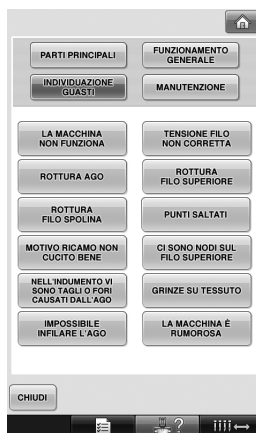 PARTI PRINCIPALI
FUNZIONAMENTO
GENERALE
INDIVIDUAZIONE
GUASTI
MANUTENZIONE
LA MACCHINA
NON FUNZIONA
TENSIONE FILO
NON CORRETTA
ROTTURA AGO
ROTTURA
FILO SUPERIORE
ROTTURA
FILO SPOLINA
PUNTI SALTATI
MOTIVO RICAMO NON
CUCITO BENE
CI SONO NODI SUL
FILO SUPERIORE
NELL'INDUMENTO VI
SONO TAGLI O FORI
CAUSATI DALL'AGO
GRINZE SU TESSUTO
IMPOSSIBILE
INFILARE L'AGO
LA MACCHINA È
RUMOROSA
CHIUDI
?